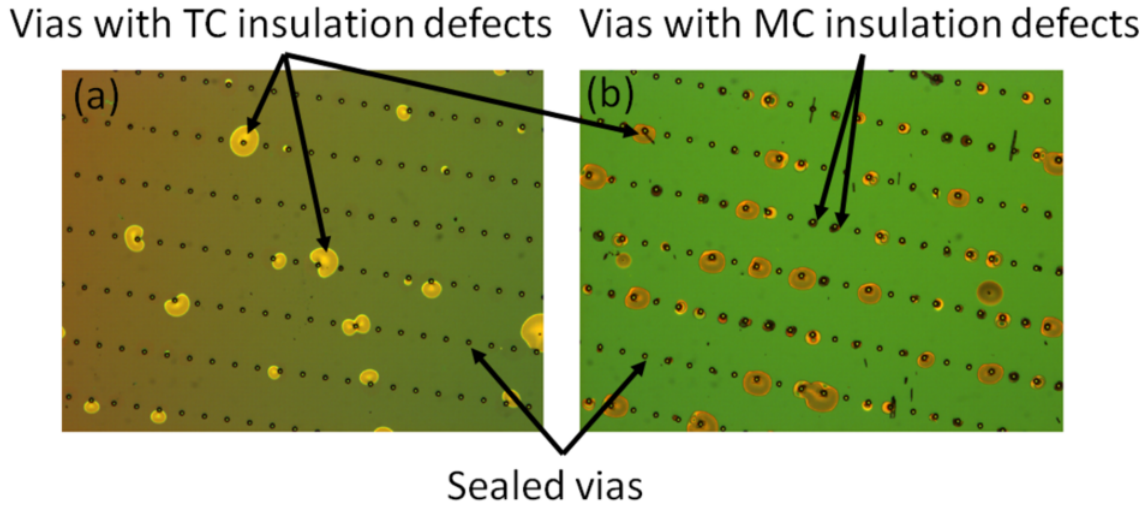 Vias with TC insulation defects
Vias with MC insulation defects
(a)
(b)
Sealed vias